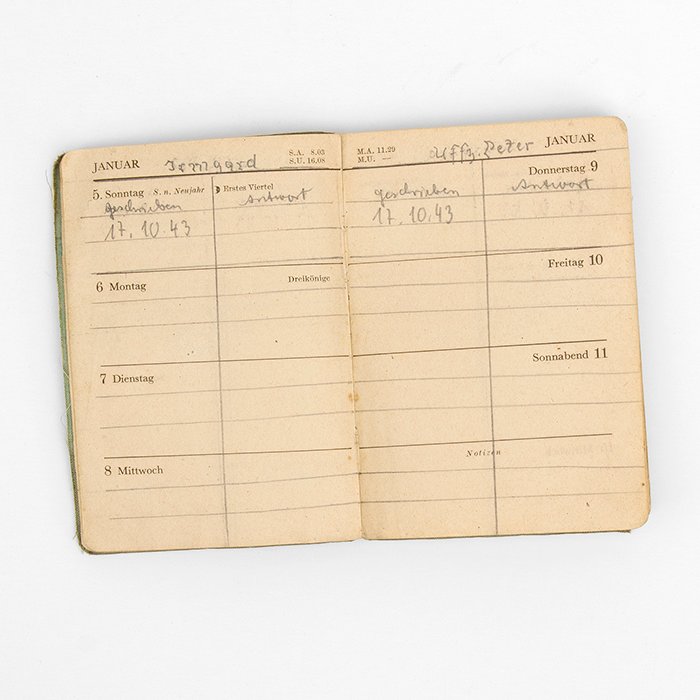 JANUAR Irmgard S.A. 8.03
S.U. 16.08
5. Sonntag S. n. Neujahr
Erstes Viertel
geschrieben Antwort
17. 10. 43
6 Montag Dreikönige
7 Dienstag
8 Mittwoch
M.A. 11.29 Uffz. Peter JANUAR
M.U. —
Donnerstag 9
geschrieben Antwort
17. 10. 43
Freitag 10
Sonnabend 11
Notizen